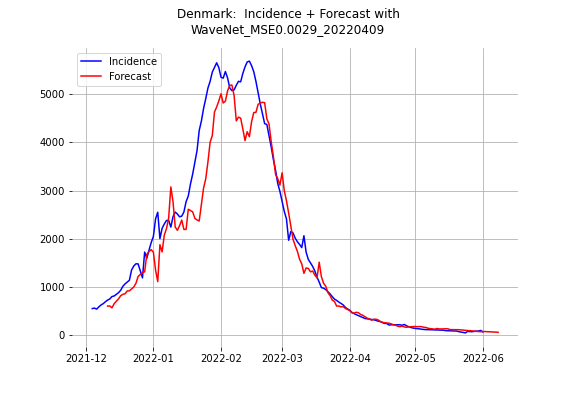 Denmark:  Incidence + Forecast with
WaveNet_MSE0.0029_20220409
Incidence
Forecast
5000
4000
3000
2000
1000
0
2021-12 2022-01 2022-02 2022-03 2022-04 2022-05 2022-06